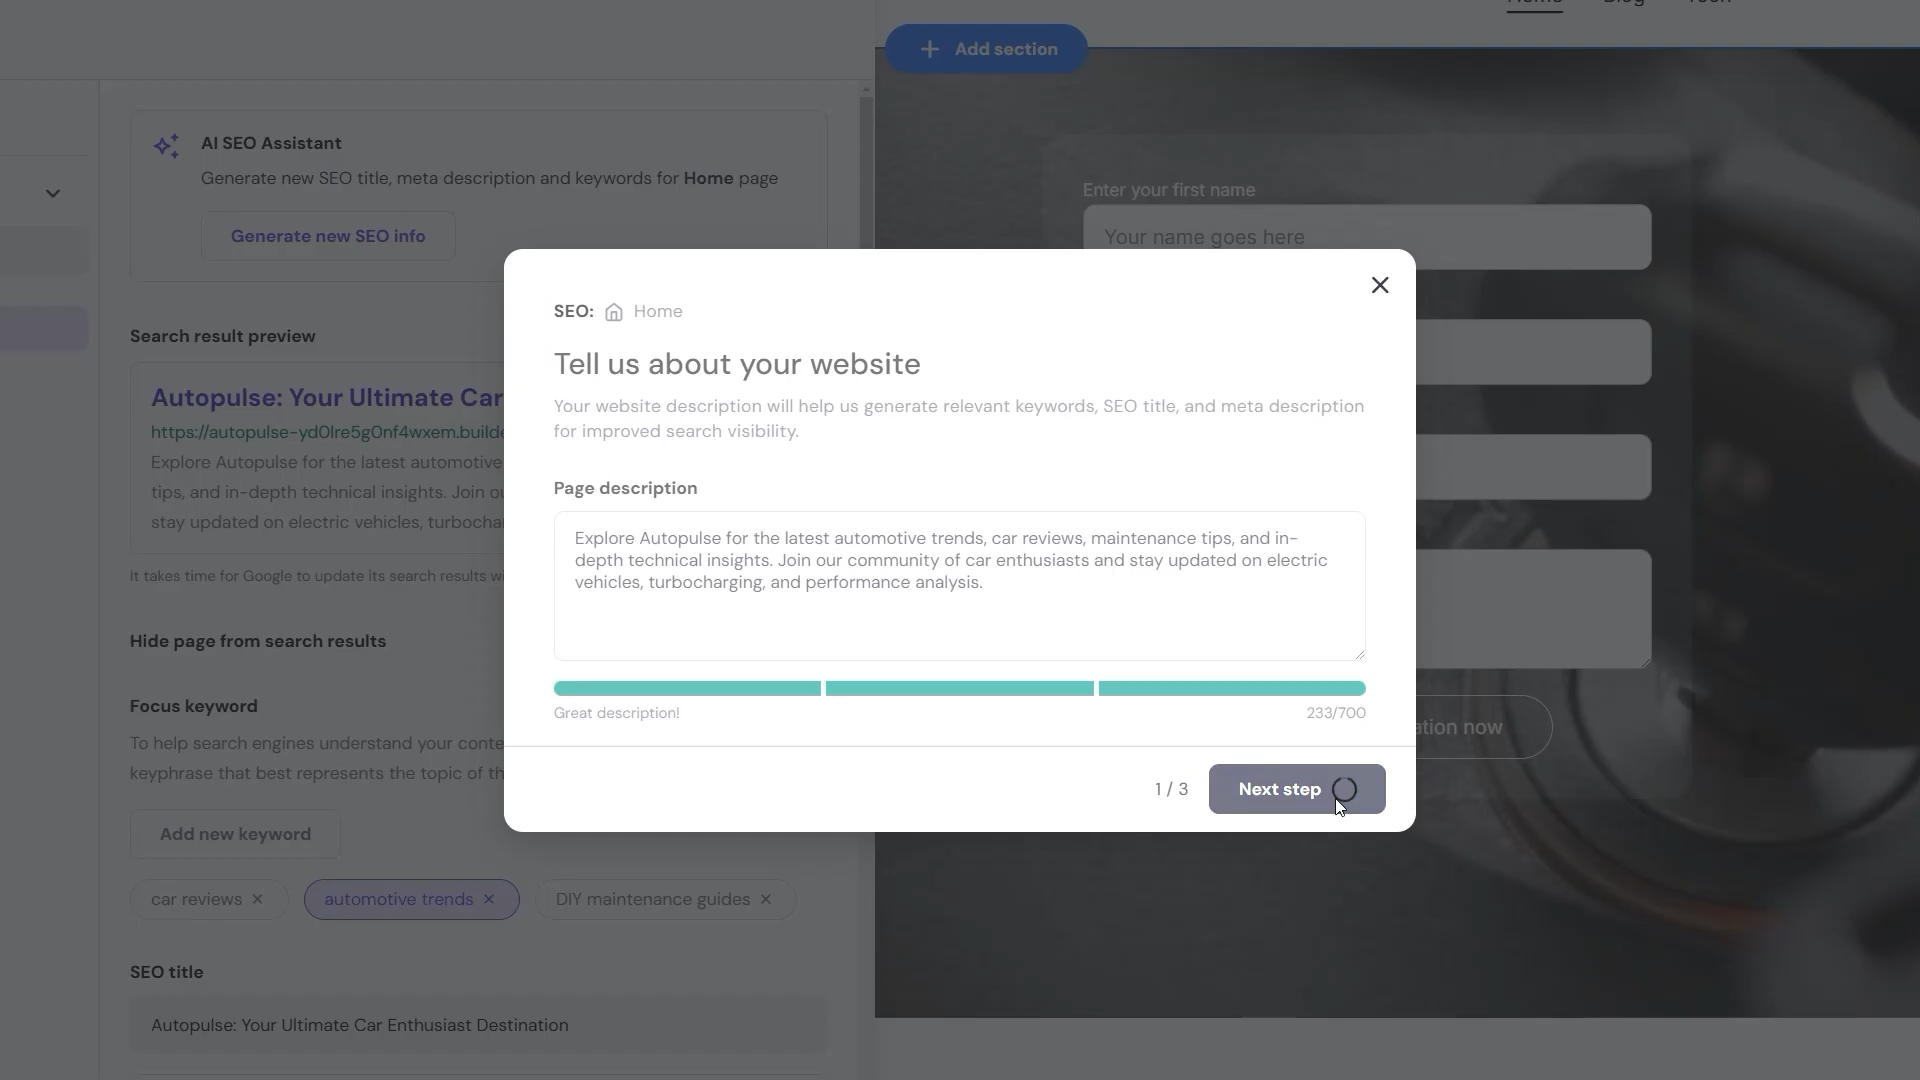 Home Blog Tech
+ Add section
AI SEO Assistant
Generate new SEO title, meta description and keywords for Home page
Generate new SEO info
Search result preview
Autopulse: Your Ultimate Car
https://autopulse-yd0lre5g0nf4wxem.builde
Explore Autopulse for the latest automotive
tips, and in-depth technical insights. Join ou
stay updated on electric vehicles, turbocha
It takes time for Google to update its search results w
Hide page from search results
Focus keyword
To help search engines understand your conte
keyphrase that best represents the topic of th
Add new keyword
car reviews ✕
automotive trends ✕
DIY maintenance guides ✕
SEO title
Autopulse: Your Ultimate Car Enthusiast Destination
Enter your first name
Your name goes here
ation now
SEO: Home
Tell us about your website
Your website description will help us generate relevant keywords, SEO title, and meta description
for improved search visibility.
Page description
Explore Autopulse for the latest automotive trends, car reviews, maintenance tips, and in-
depth technical insights. Join our community of car enthusiasts and stay updated on electric
vehicles, turbocharging, and performance analysis.
Great description!
233/700
1 / 3
Next step